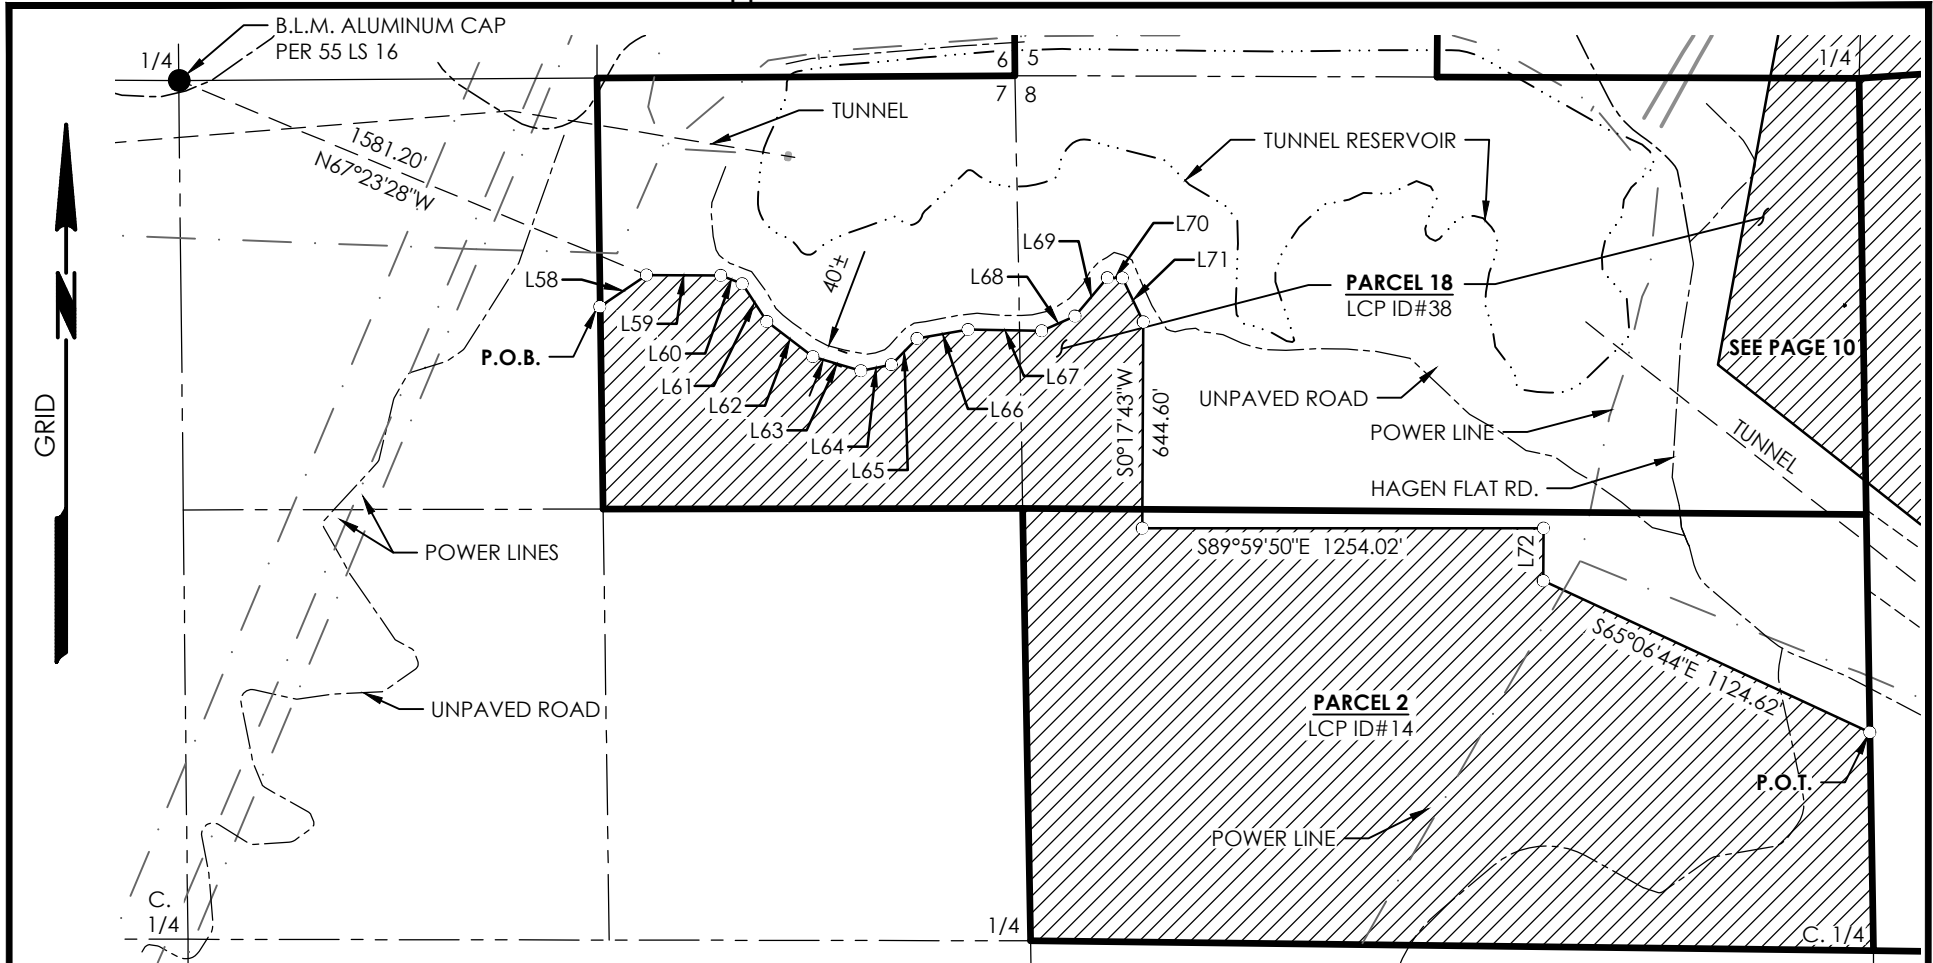 B.L.M. ALUMINUM CAP
PER 55 LS 16
1/4
6 5
7 8
1/4
TUNNEL
1581.20'
N67°23'28"W
TUNNEL RESERVOIR
GRID
N
40'±
L58
L59
L60
L61
L62
L63
L64
L65
L66
L67
L68
L69
L70
L71
P.O.B.
PARCEL 18
LCP ID#38
SEE PAGE 10
UNPAVED ROAD
POWER LINE
HAGEN FLAT RD.
TUNNEL
S0°17'43"W
644.60'
POWER LINES
S89°59'50"E 1254.02'
L72
S65°06'44"E 1124.62'
UNPAVED ROAD
PARCEL 2
LCP ID#14
P.O.T.
POWER LINE
C.
1/4
1/4
C. 1/4